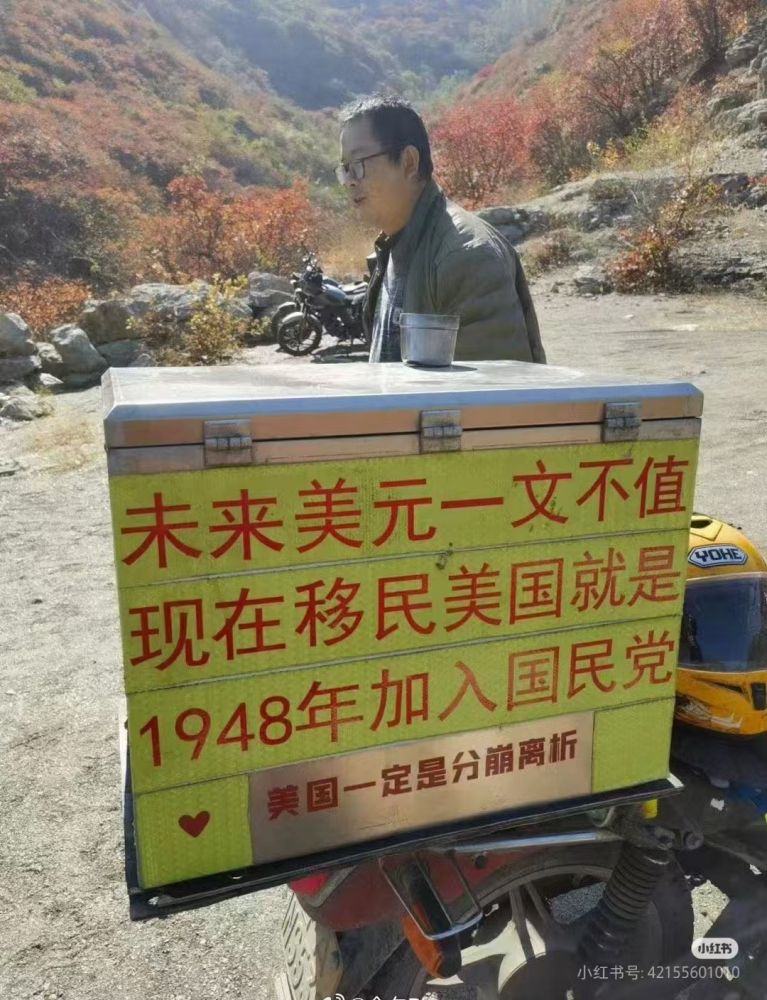 未来美元一文不值
现在移民美国就是
1948年加入国民党
美国一定是分崩离析
YOHE
小红书
小红书号: 42155601010